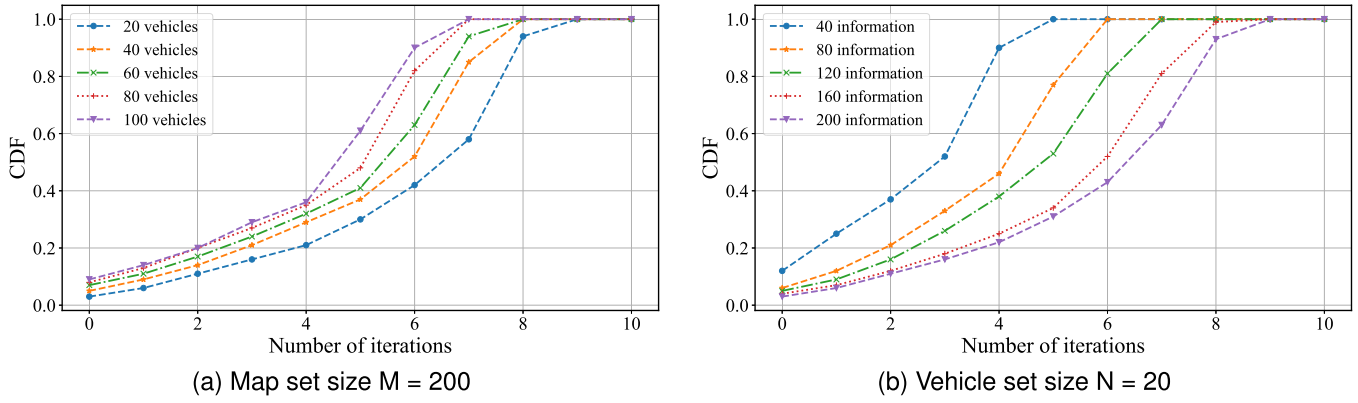 1.0
0.8
0.6
0.4
0.2
0.0
CDF
20 vehicles
40 vehicles
60 vehicles
80 vehicles
100 vehicles
0 2 4 6 8 10
Number of iterations
(a) Map set size M = 200
1.0
0.8
0.6
0.4
0.2
0.0
CDF
40 information
80 information
120 information
160 information
200 information
0 2 4 6 8 10
Number of iterations
(b) Vehicle set size N = 20